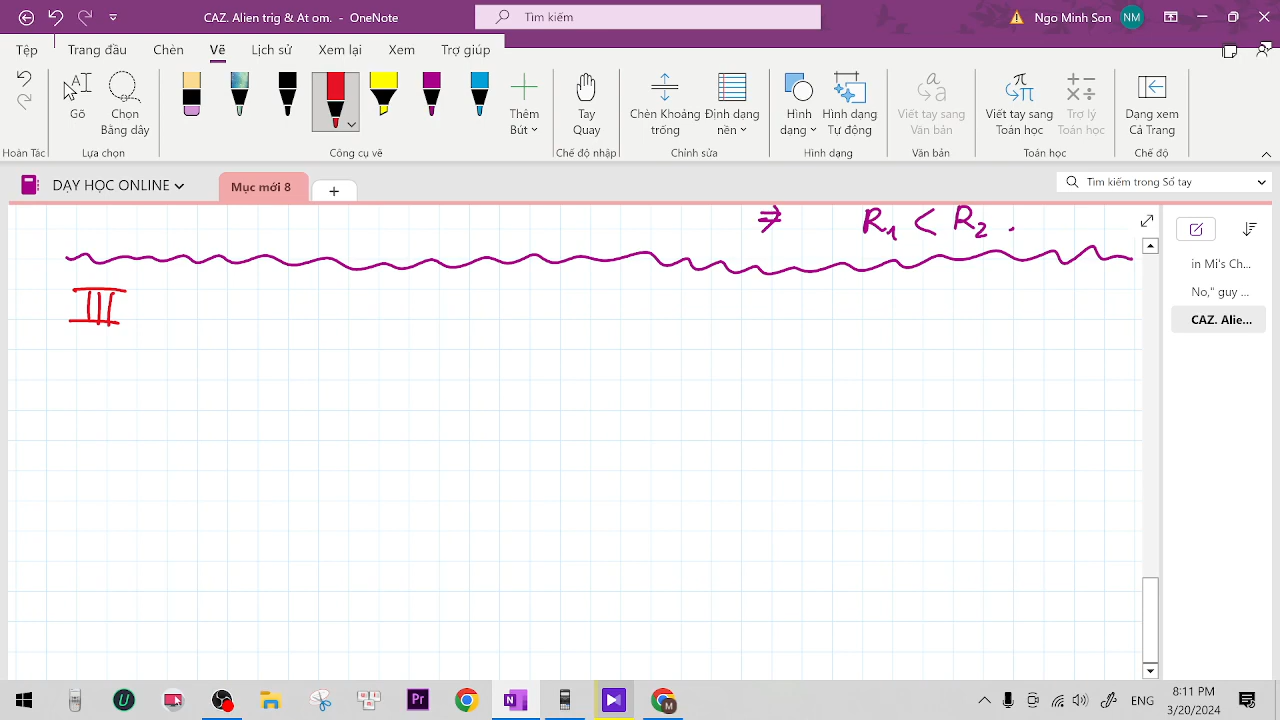 CAZ. Alien trig & At om. - OneNote
Tìm kiếm
Ngo Minh Son
NM
Tệp Trang đầu Chèn Vẽ Lịch sử Xem lại Xem Trợ giúp
Gõ
Chọn Bằng dây
Thêm Bút
Tay Quay
Chèn Khoảng trống
Định dạng nền
Hình dạng
Hình dạng Tự động
Viết tay sang Văn bản
Viết tay sang Toán học
Trợ lý Toán học
Dạng xem Cả Trang
Hoàn Tác Lựa chọn Công cụ vẽ Chế độ nhập Chỉnh sửa Hình dạng Văn bản Toán học Chế độ
DẠY HỌC ONLINE
Mục mới 8
+
Tìm kiếm trong Sổ tay
⇒ R₁ < R₂ .
III
in Mi's Ch...
No," guy ...
CAZ. Alie...
ENG
8:11 PM
3/20/2024